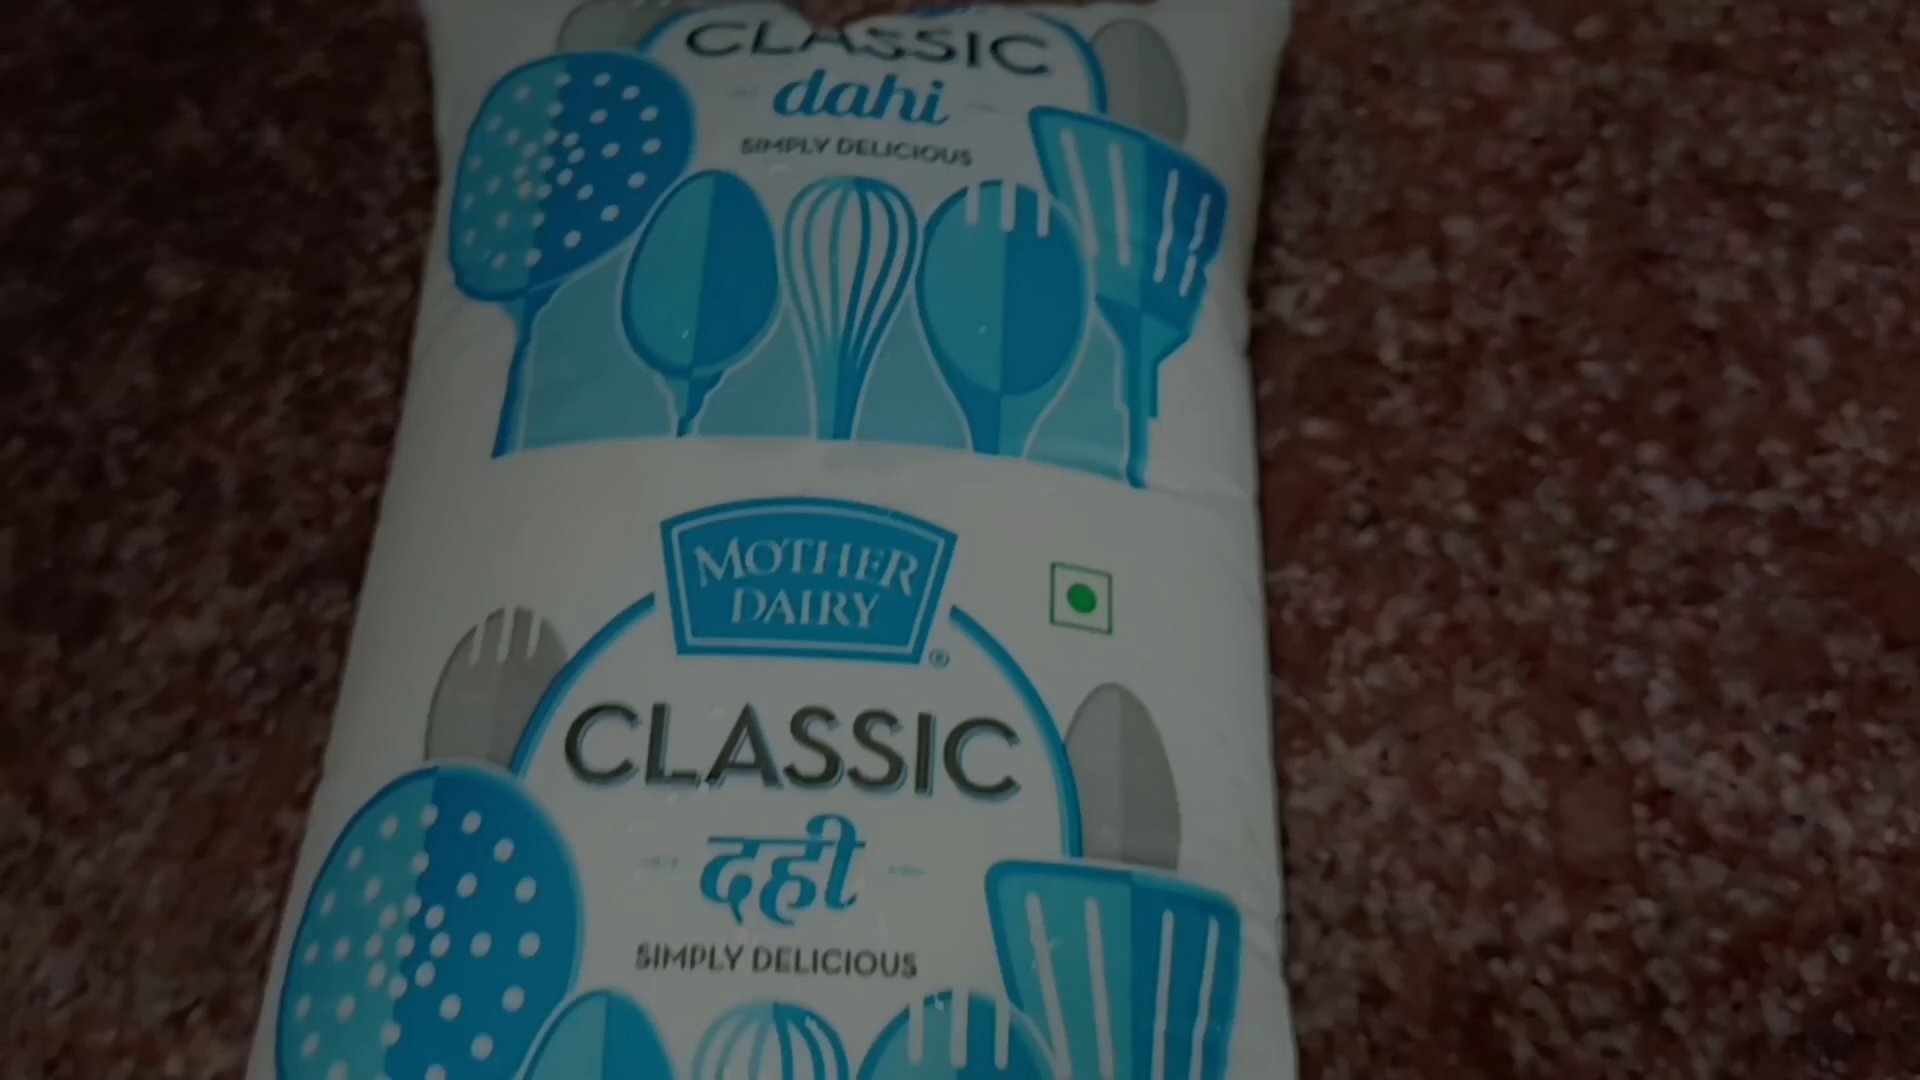 CLASSIC
dahi
SIMPLY DELICIOUS
MOTHER
DAIRY
®
CLASSIC
दही
SIMPLY DELICIOUS